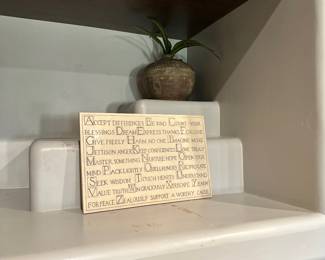 ACCEPT DIFFERENCES BE KIND COUNT YOUR
BLESSINGS DREAM EXPRESS THANKS FORGIVE
GIVE FREELY HARM NO ONE IMAGINE MORE
JETTISON ANGER KEEP CONFIDENCES LOVE TRULY
MASTER SOMETHING NURTURE HOPE OPEN YOUR
MIND PACK LIGHTLY QUELL RUMORS RECIPROCATE
SEEK WISDOM TOUCH HEARTS UNDERSTAND
VALUE TRUTH WIN GRACIOUSLY XERISCAPE YEARN
FOR PEACE ZEALOUSLY SUPPORT A WORTHY CAUSE